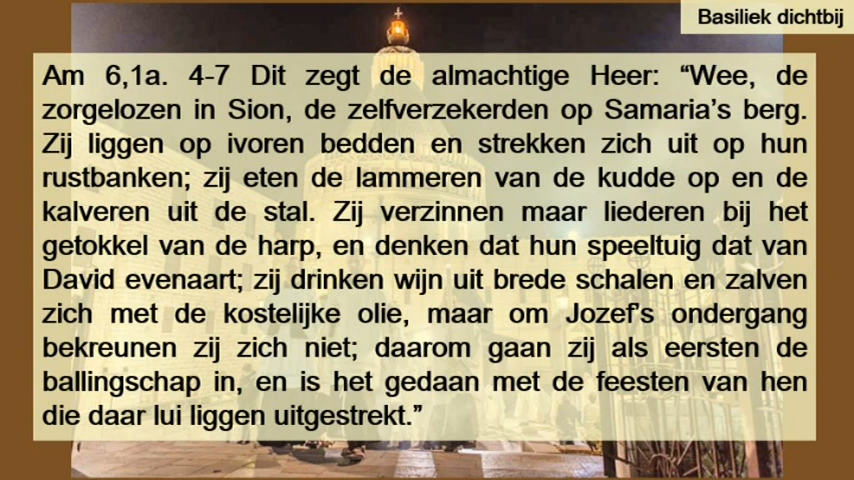 Basiliek dichtbij
Am 6,1a. 4-7 Dit zegt de almachtige Heer: “Wee, de
zorgelozen in Sion, de zelfverzekerden op Samaria’s berg.
Zij liggen op ivoren bedden en strekken zich uit op hun
rustbanken; zij eten de lammeren van de kudde op en de
kalveren uit de stal. Zij verzinnen maar liederen bij het
getokkel van de harp, en denken dat hun speeltuig dat van
David evenaart; zij drinken wijn uit brede schalen en zalven
zich met de kostelijke olie, maar om Jozef’s ondergang
bekreunen zij zich niet; daarom gaan zij als eersten de
ballingschap in, en is het gedaan met de feesten van hen
die daar lui liggen uitgestrekt.”